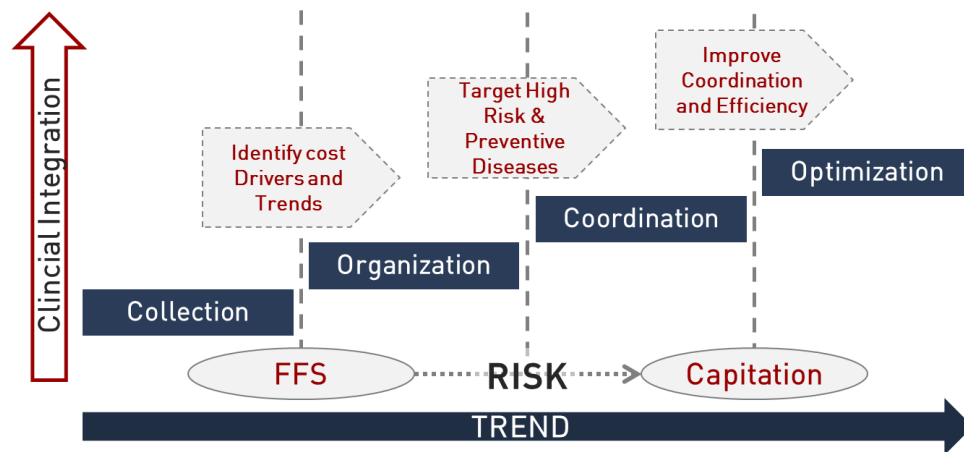 Clincial Integration
Improve
Coordination
and Efficiency
Target High
Risk &
Preventive
Diseases
Identify cost
Drivers and
Trends
Optimization
Coordination
Organization
Collection
FFS
RISK
Capitation
TREND